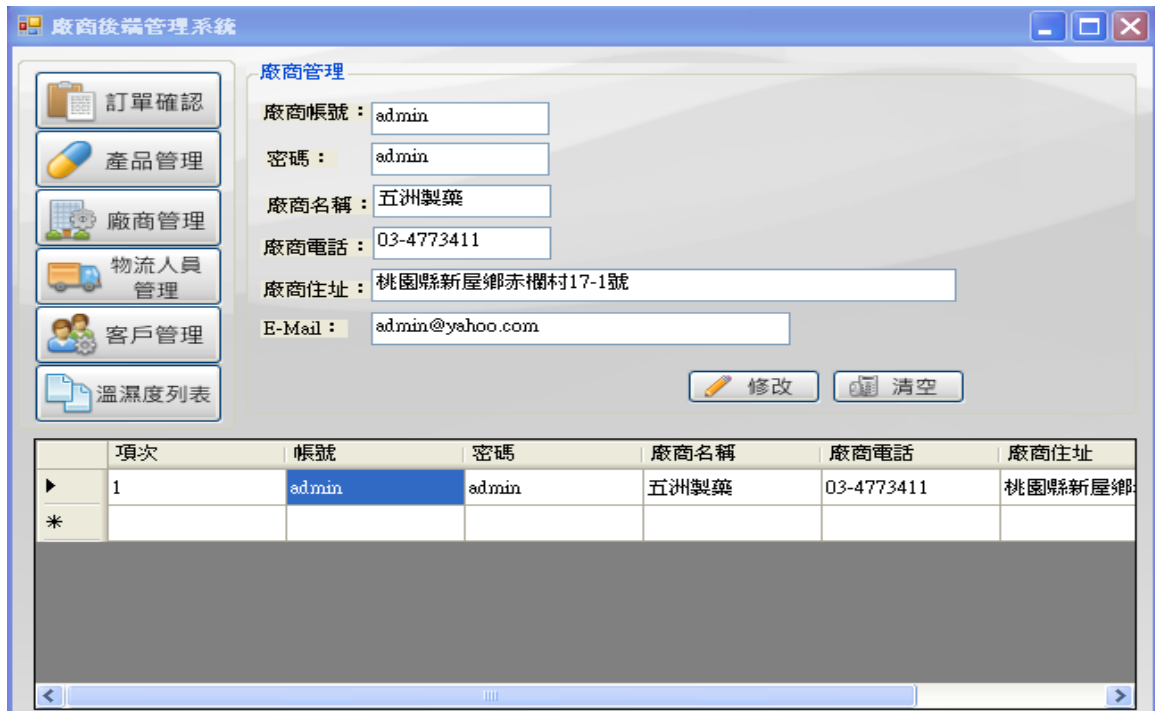 廠商後端管理系統
訂單確認
產品管理
廠商管理
物流人員
管理
客戶管理
溫濕度列表
廠商管理
廠商帳號：admin
密碼：admin
廠商名稱：五洲製藥
廠商電話：03-4773411
廠商住址：桃園縣新屋鄉赤欄村17-1號
E-Mail：admin@yahoo.com
修改 清空
項次 帳號 密碼 廠商名稱 廠商電話 廠商住址
1 admin admin 五洲製藥 03-4773411 桃園縣新屋鄉